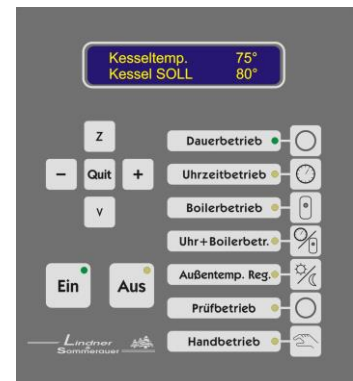 Kesseltemp. 75°
Kessel SOLL 80°
Z
- Quit +
V
Ein Aus
Dauerbetrieb
Uhrzeitbetrieb
Boilerbetrieb
Uhr+Boilerbetr.
Außentemp. Reg.
Prüfbetrieb
Handbetrieb
Lindner
Sommerauer